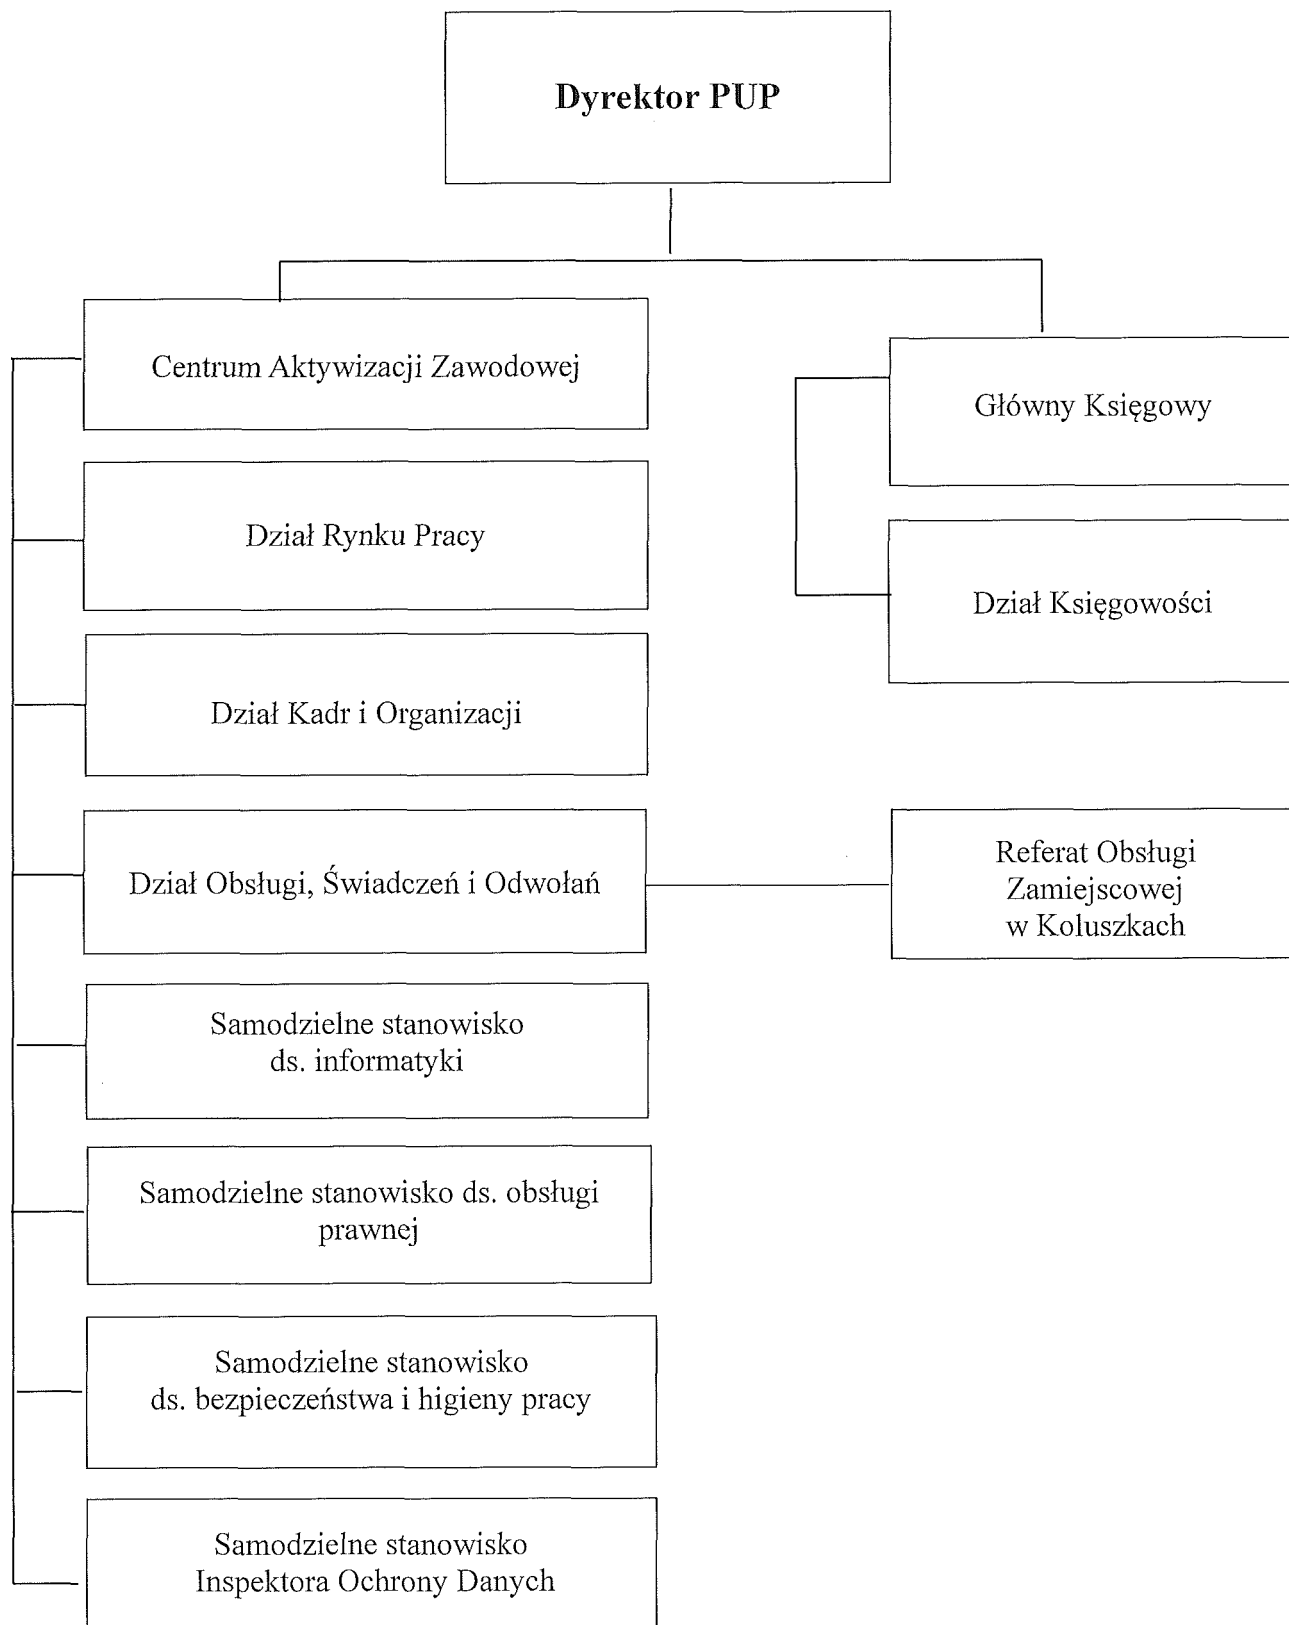 Dyrektor PUP
Centrum Aktywizacji Zawodowej
Główny Księgowy
Dział Rynku Pracy
Dział Księgowości
Dział Kadr i Organizacji
Dział Obsługi, Świadczeń i Odwołań
Referat Obsługi
Zamiejscowej
w Koluszkach
Samodzielne stanowisko
ds. informatyki
Samodzielne stanowisko ds. obsługi
prawnej
Samodzielne stanowisko
ds. bezpieczeństwa i higieny pracy
Samodzielne stanowisko
Inspektora Ochrony Danych